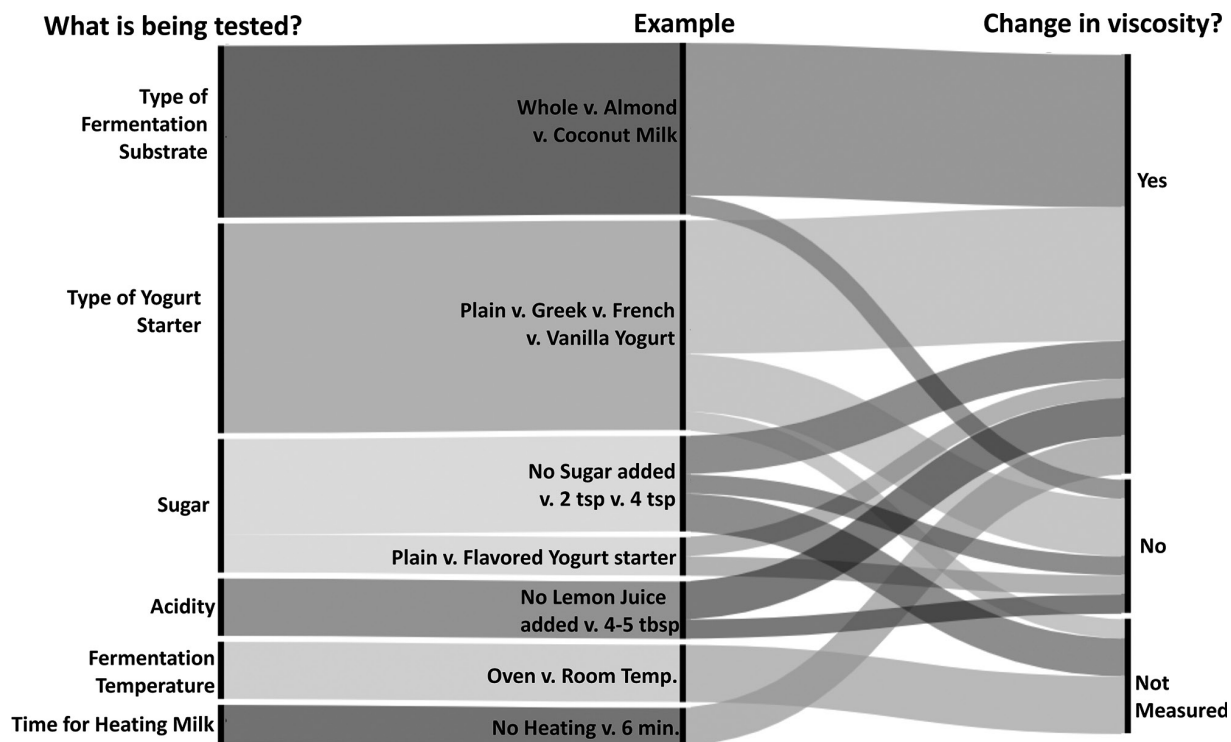 What is being tested?
Example
Change in viscosity?
Type of
Fermentation
Substrate
Whole v. Almond
v. Coconut Milk
Yes
Type of Yogurt
Starter
Plain v. Greek v. French
v. Vanilla Yogurt
Sugar
No Sugar added
v. 2 tsp v. 4 tsp
Plain v. Flavored Yogurt starter
No
Acidity
No Lemon Juice
added v. 4-5 tbsp
Fermentation
Temperature
Oven v. Room Temp.
Not
Measured
Time for Heating Milk
No Heating v. 6 min.